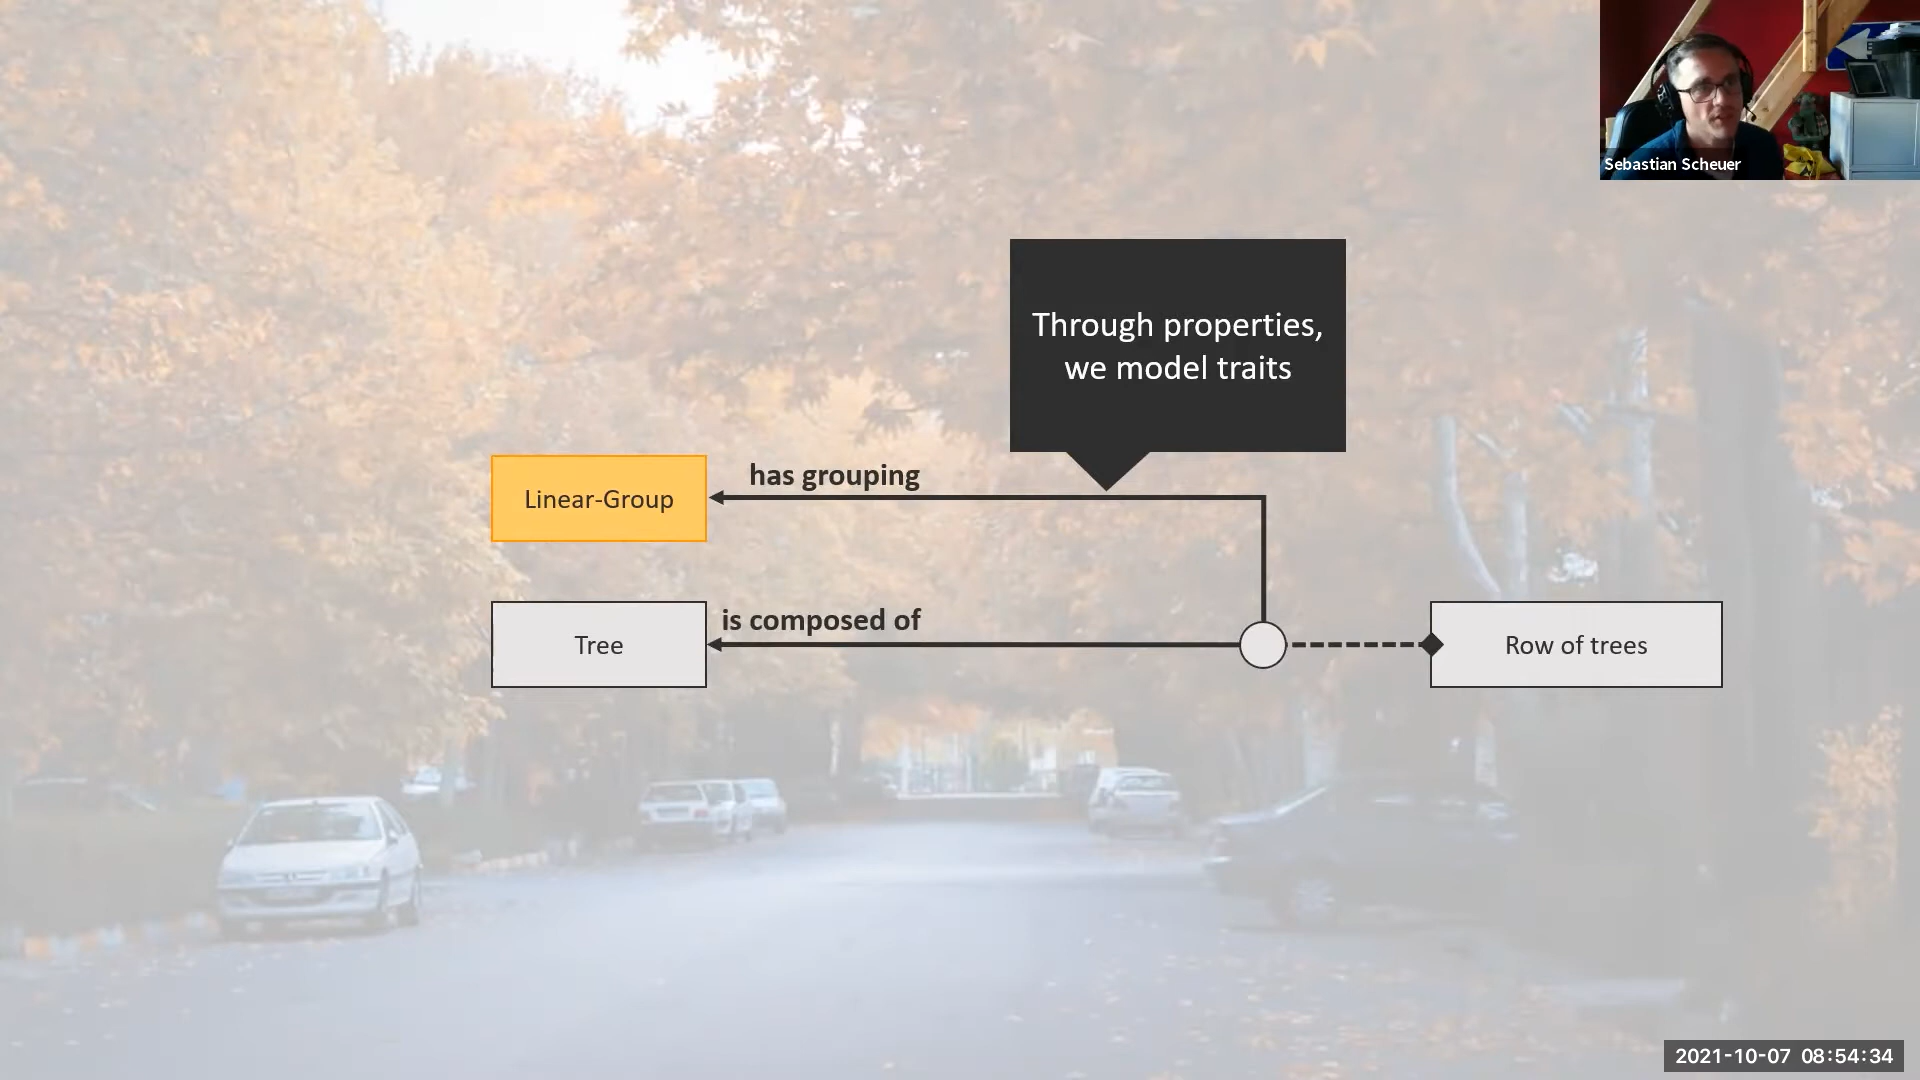 Sebastian Scheuer
Through properties,
we model traits
has grouping
Linear-Group
is composed of
Tree
Row of trees
2021-10-07 08:54:34